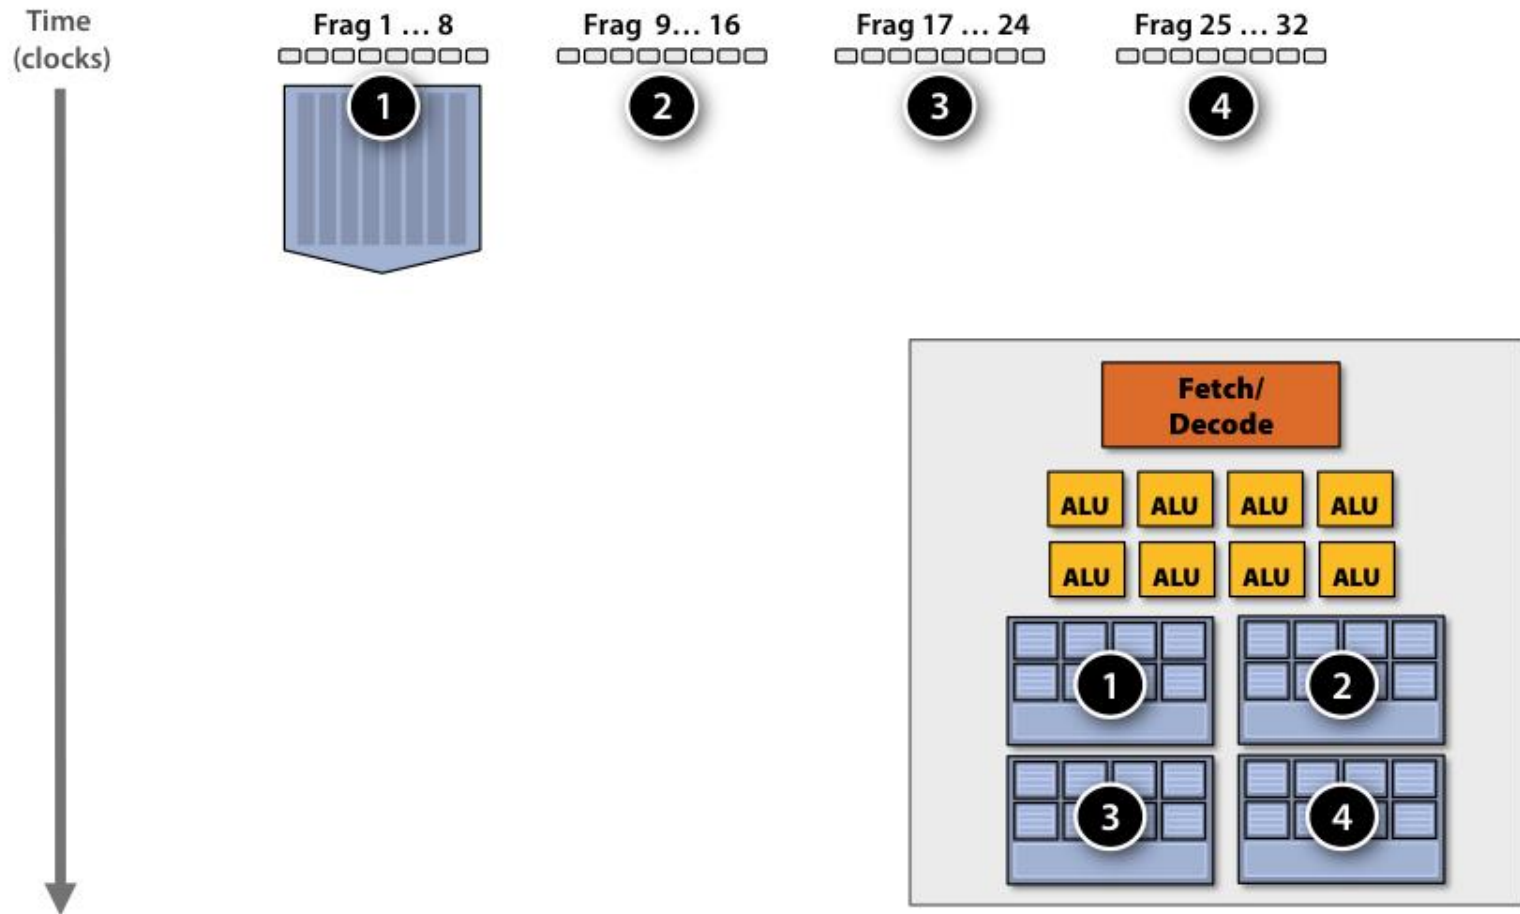 Time
(clocks)
Frag 1 … 8
Frag 9… 16
Frag 17 … 24
Frag 25 … 32
1
2
3
4
Fetch/
Decode
ALU ALU ALU ALU
ALU ALU ALU ALU
1 2
3 4